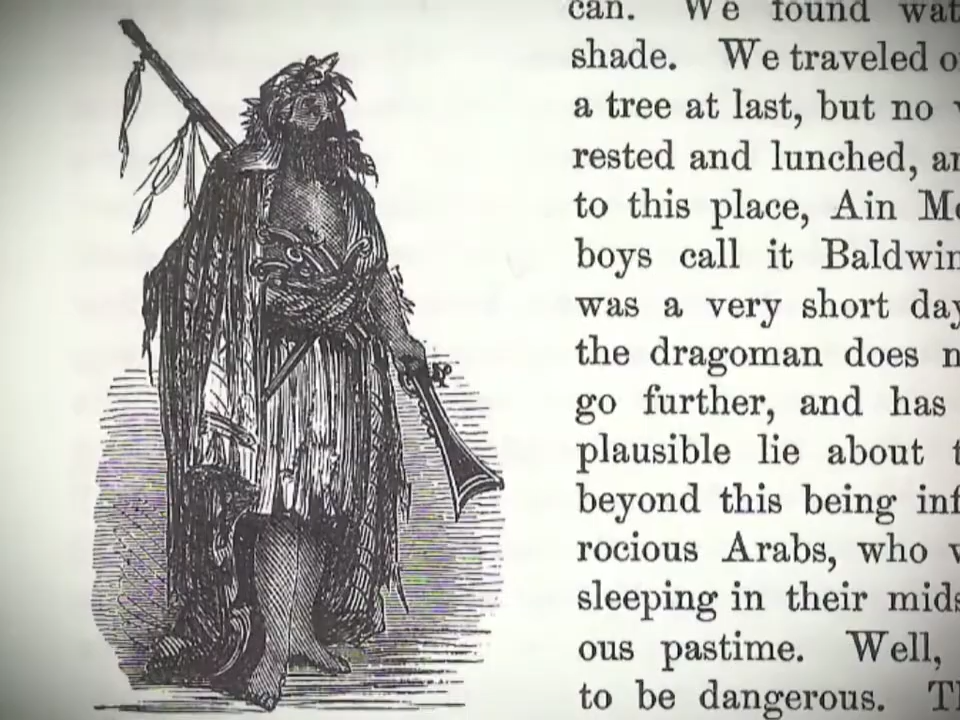 can. We found wat
shade. We traveled o
a tree at last, but no
rested and lunched, a
to this place, Ain M
boys call it Baldwin
was a very short day
the dragoman does n
go further, and has
plausible lie about t
beyond this being inf
rocious Arabs, who
sleeping in their mids
ous pastime. Well,
to be dangerous. T